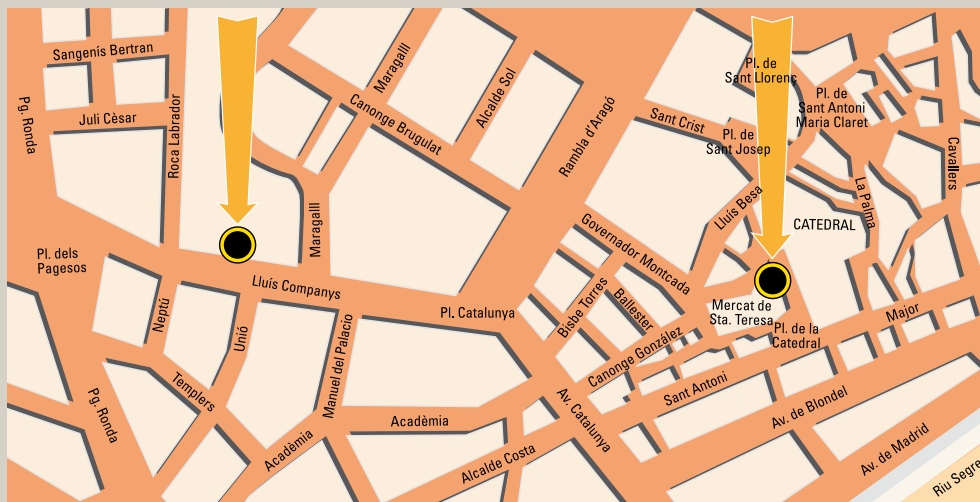 Sangenís Bertran
Pg. Ronda
Juli Cèsar
Roca Labrador
Maragalll
Canonge Brugulat
Alcalde Sol
Rambla d'Aragó
Pl. de
Sant Llorenç
Pl. de
Sant Antoni
Maria Claret
Sant Crist
Pl. de
Sant Josep
Cavallers
La Palma
Lluís Besa
CATEDRAL
Maragalll
Governador Montcada
Pl. dels
Pagesos
Lluís Companys
Neptú
Unió
Manuel del Palacio
Pl. Catalunya
Bisbe Torres
Ballester
Mercat de
Sta. Teresa
Pl. de la
Catedral
Major
Canonge González
Sant Antoni
Templers
Pg. Ronda
Acadèmia
Acadèmia
Av. Catalunya
Av. de Blondel
Alcalde Costa
Av. de Madrid
Riu Segre